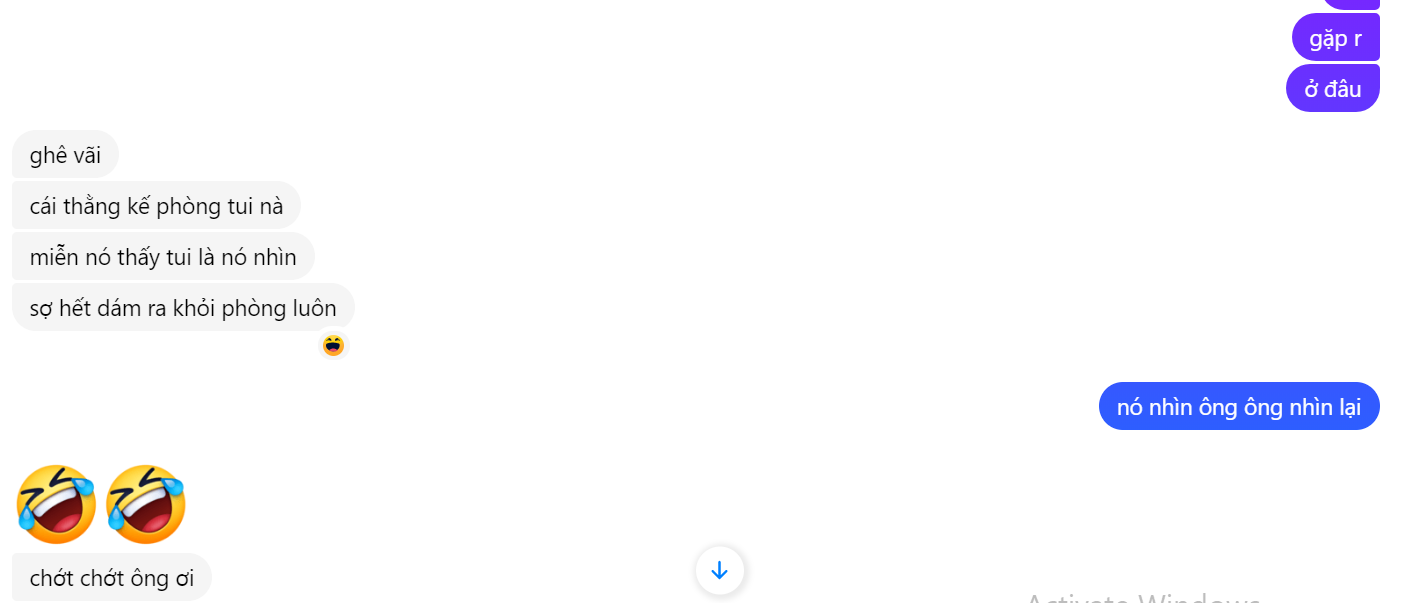 gặp r
ở đâu
ghê vãi
cái thằng kế phòng tui nà
miễn nó thấy tui là nó nhìn
sợ hết dám ra khỏi phòng luôn
nó nhìn ông ông nhìn lại
chớt chớt ông ơi
Activate Windows